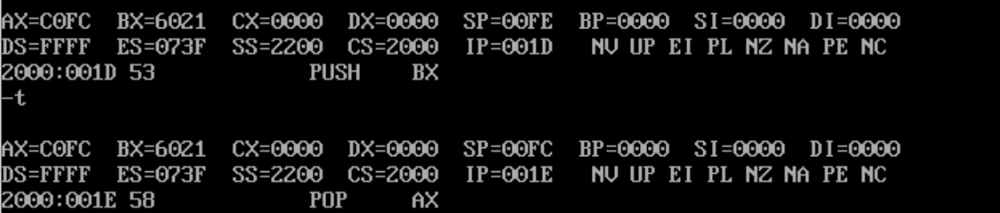 AX=C0FC  BX=6021  CX=0000  DX=0000  SP=00FE  BP=0000  SI=0000  DI=0000
DS=FFFF  ES=073F  SS=2200  CS=2000  IP=001D   NV UP EI PL NZ NA PE NC
2000:001D 53            PUSH    BX
-t
AX=C0FC  BX=6021  CX=0000  DX=0000  SP=00FC  BP=0000  SI=0000  DI=0000
DS=FFFF  ES=073F  SS=2200  CS=2000  IP=001E   NV UP EI PL NZ NA PE NC
2000:001E 58            POP     AX